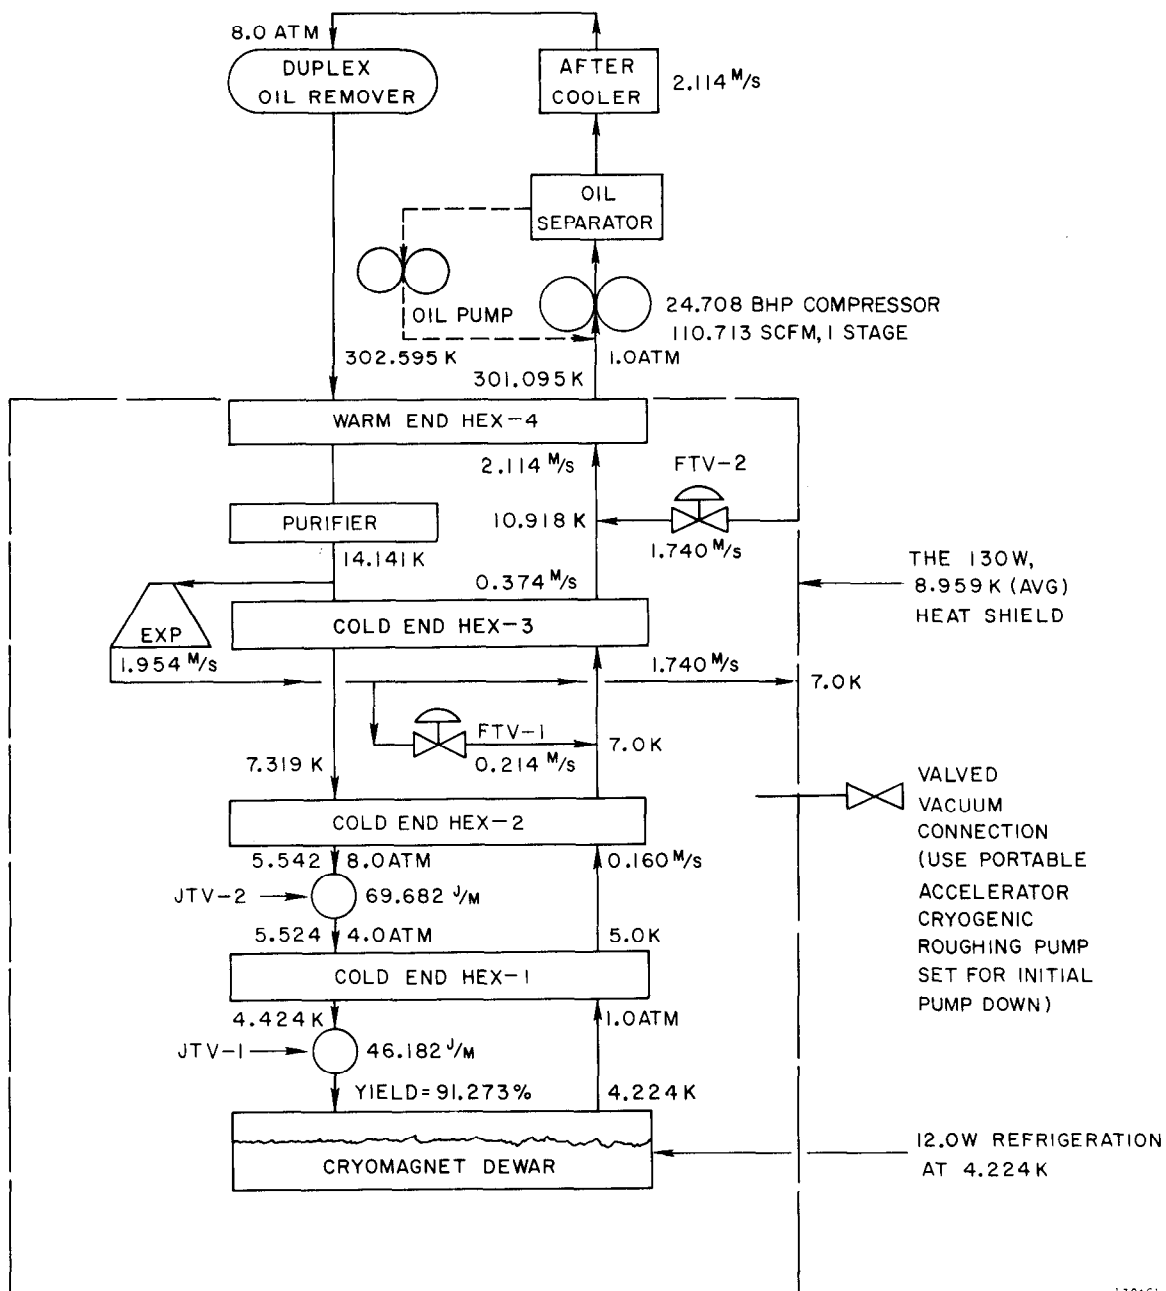 8.0 ATM
DUPLEX
OIL REMOVER
AFTER
COOLER
2.114 M/S
OIL
SEPARATOR
OIL PUMP
24.708 BHP COMPRESSOR
110.713 SCFM, 1 STAGE
302.595 K
1.0 ATM
301.095 K
WARM END HEX-4
2.114 M/S
FTV-2
PURIFIER
10.918 K
14.141 K
1.740 M/S
THE 130W,
8.959 K (AVG)
HEAT SHIELD
0.374 M/S
EXP
COLD END HEX-3
1.954 M/S
1.740 M/S
7.0 K
FTV-1
7.0 K
7.319 K
0.214 M/S
VALVED
VACUUM
CONNECTION
(USE PORTABLE
ACCELERATOR
CRYOGENIC
ROUGHING PUMP
SET FOR INITIAL
PUMP DOWN)
COLD END HEX-2
5.542
8.0 ATM
0.160 M/S
JTV-2
69.682 J/M
5.524
4.0 ATM
5.0 K
COLD END HEX-1
4.424 K
1.0 ATM
JTV-1
46.182 J/M
YIELD = 91.273%
4.224 K
CRYOMAGNET DEWAR
12.0W REFRIGERATION
AT 4.224 K